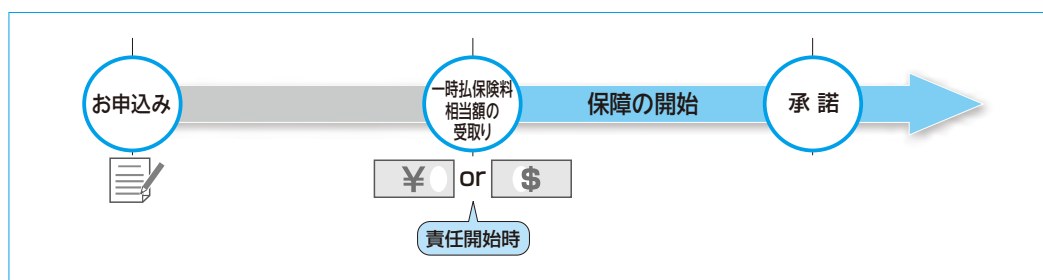 お申込み
一時払保険料
相当額の
受取り
保障の開始
承諾
¥ or $
責任開始時